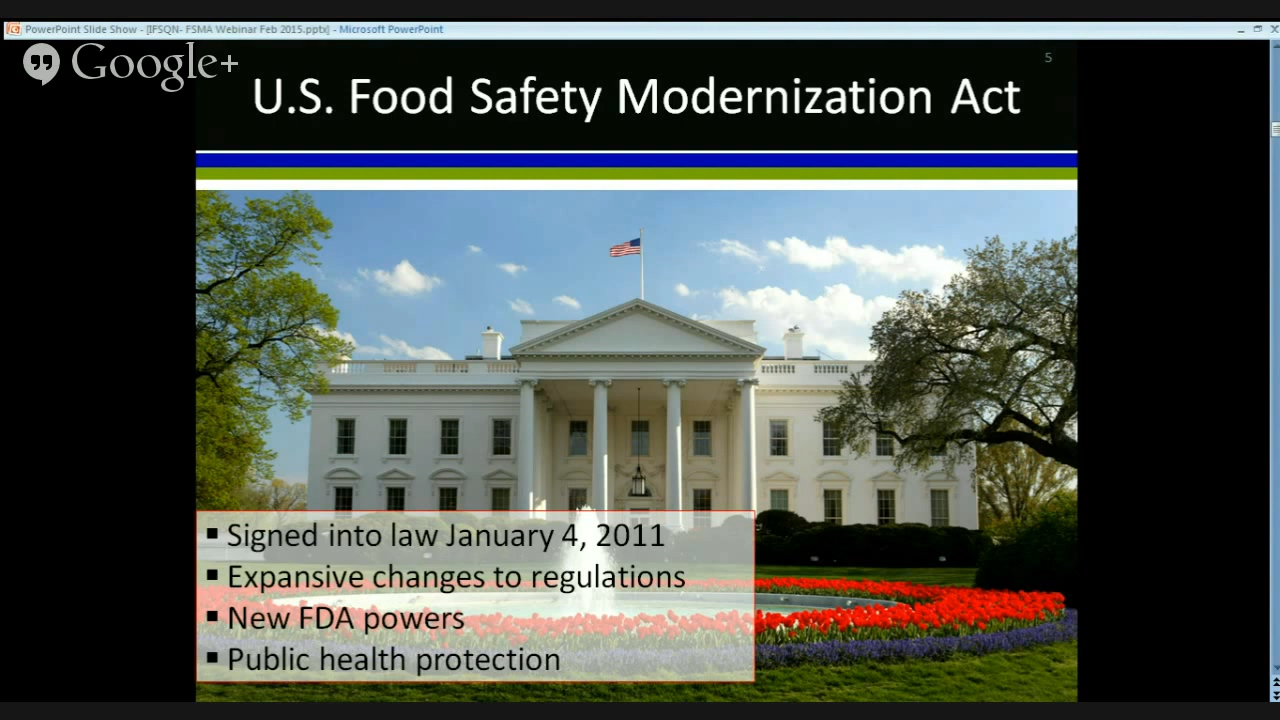 PowerPoint Slide Show - [IFSQN- FSMA Webinar Feb 2015.pptx] - Microsoft PowerPoint
Google+
5
U.S. Food Safety Modernization Act
▪ Signed into law January 4, 2011
▪ Expansive changes to regulations
▪ New FDA powers
▪ Public health protection